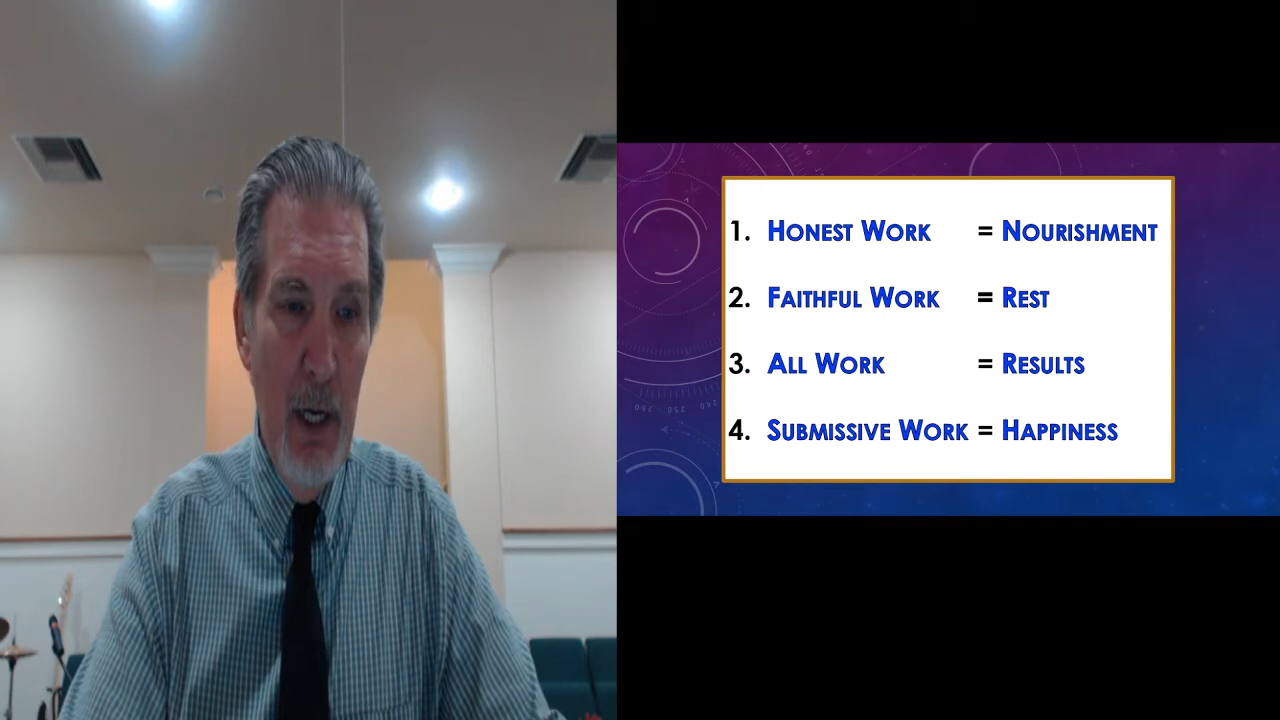 1. Honest Work = Nourishment
2. Faithful Work = Rest
3. All Work = Results
4. Submissive Work = Happiness